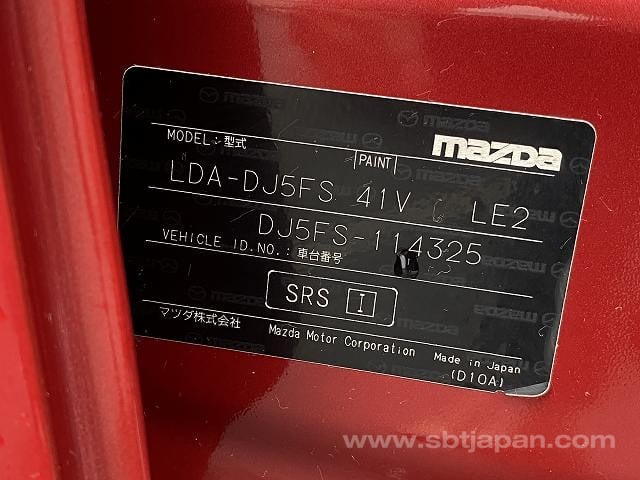 mazda
MODEL:型式
PAINT
LDA-DJ5FS 41V LE2
DJ5FS-114325
VEHICLE ID.NO.:車台番号
SRS I
マツダ株式会社 Mazda Motor Corporation Made in Japan
(D10A)
www.sbtjapan.com